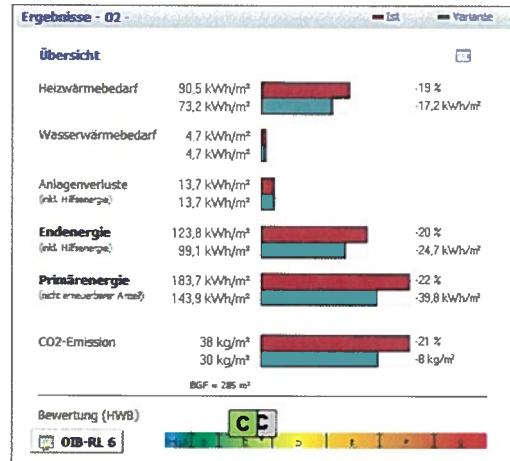 Ergebnisse - 02 -
Ist
Variante
Übersicht
Heizwärmebedarf 90,5 kWh/m² -19 %
73,2 kWh/m² -17,2 kWh/m²
Wasserwärmebedarf 4,7 kWh/m²
4,7 kWh/m²
Anlagenverluste 13,7 kWh/m²
(inkl. Hilfsenergie) 13,7 kWh/m²
Endenergie 123,8 kWh/m² -20 %
(inkl. Hilfsenergie) 99,1 kWh/m² -24,7 kWh/m²
Primärenergie 183,7 kWh/m² -22 %
(nicht erneuerbarer Anteil) 143,9 kWh/m² -39,8 kWh/m²
CO2-Emission 38 kg/m² -21 %
30 kg/m² -8 kg/m²
BGF = 285 m²
Bewertung (HWB)
C C
OIB-RL 6